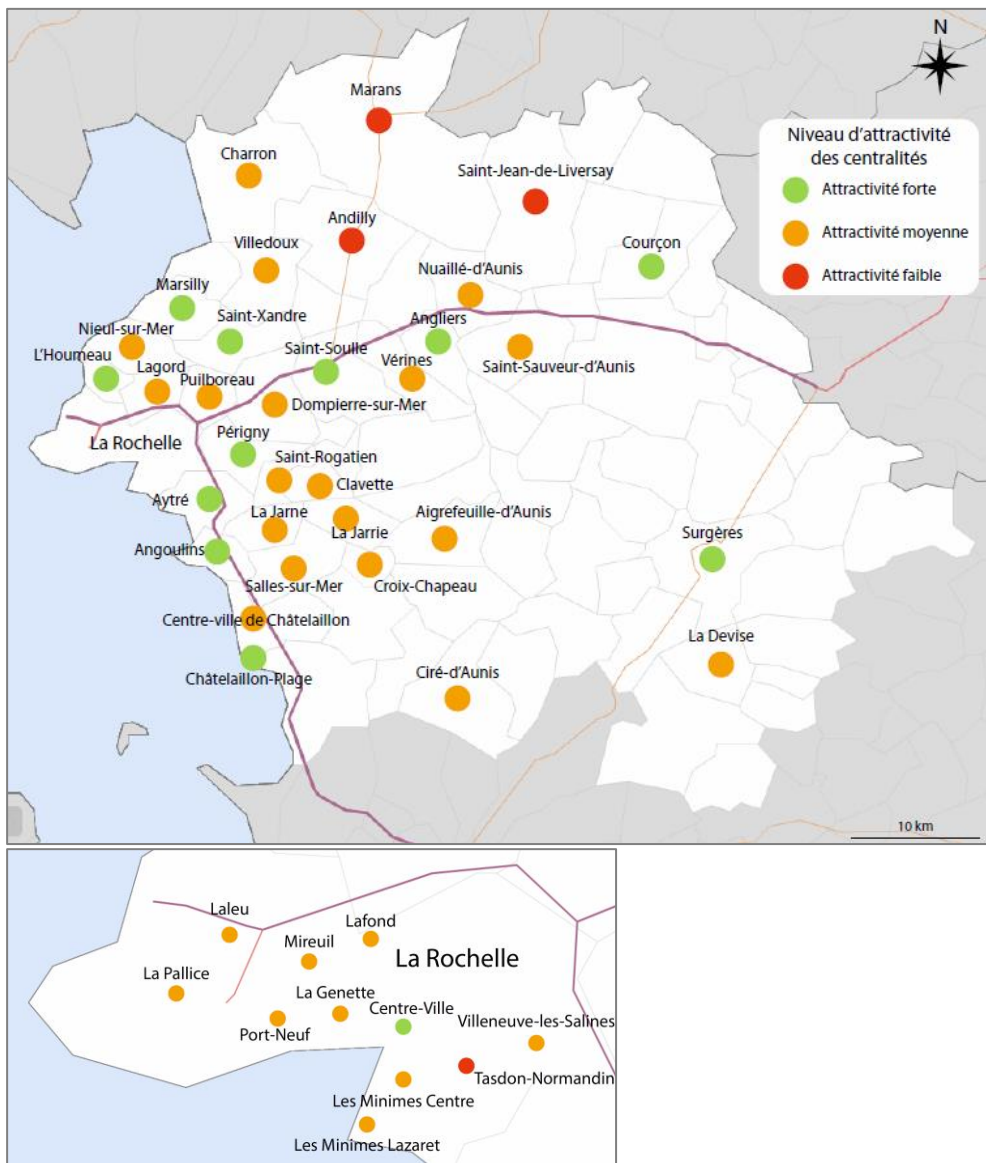 N
Marans
Niveau d'attractivité
des centralités
Charron
Saint-Jean-de-Liversay
Attractivité forte
Andilly
Attractivité moyenne
Villedoux
Courçon
Nuaillé-d'Aunis
Attractivité faible
Marsilly
Saint-Xandre
Angliers
Nieul-sur-Mer
Saint-Soulle
L'Houmeau
Lagord
Vérines
Saint-Sauveur-d'Aunis
Puilboreau
Dompierre-sur-Mer
Périgny
La Rochelle
Saint-Rogatien
Clavette
Aytré
La Jarne
Aigrefeuille-d'Aunis
La Jarrie
Surgères
Angoulins
Salles-sur-Mer
Croix-Chapeau
Centre-ville de Châtelaillon
La Devise
Ciré-d'Aunis
Châtelaillon-Plage
10 km
Laleu
Lafond
Mireuil
La Rochelle
La Pallice
La Genette
Centre-Ville
Villeneuve-les-Salines
Port-Neuf
Tasdon-Normandin
Les Minimes Centre
Les Minimes Lazaret